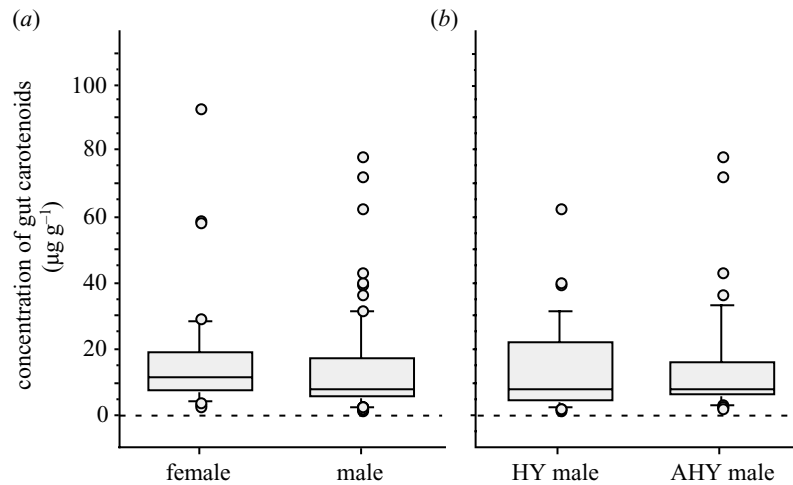 (a)
(b)
concentration of gut carotenoids
(µg g⁻¹)
100
80
60
40
20
0
female
male
HY male
AHY male